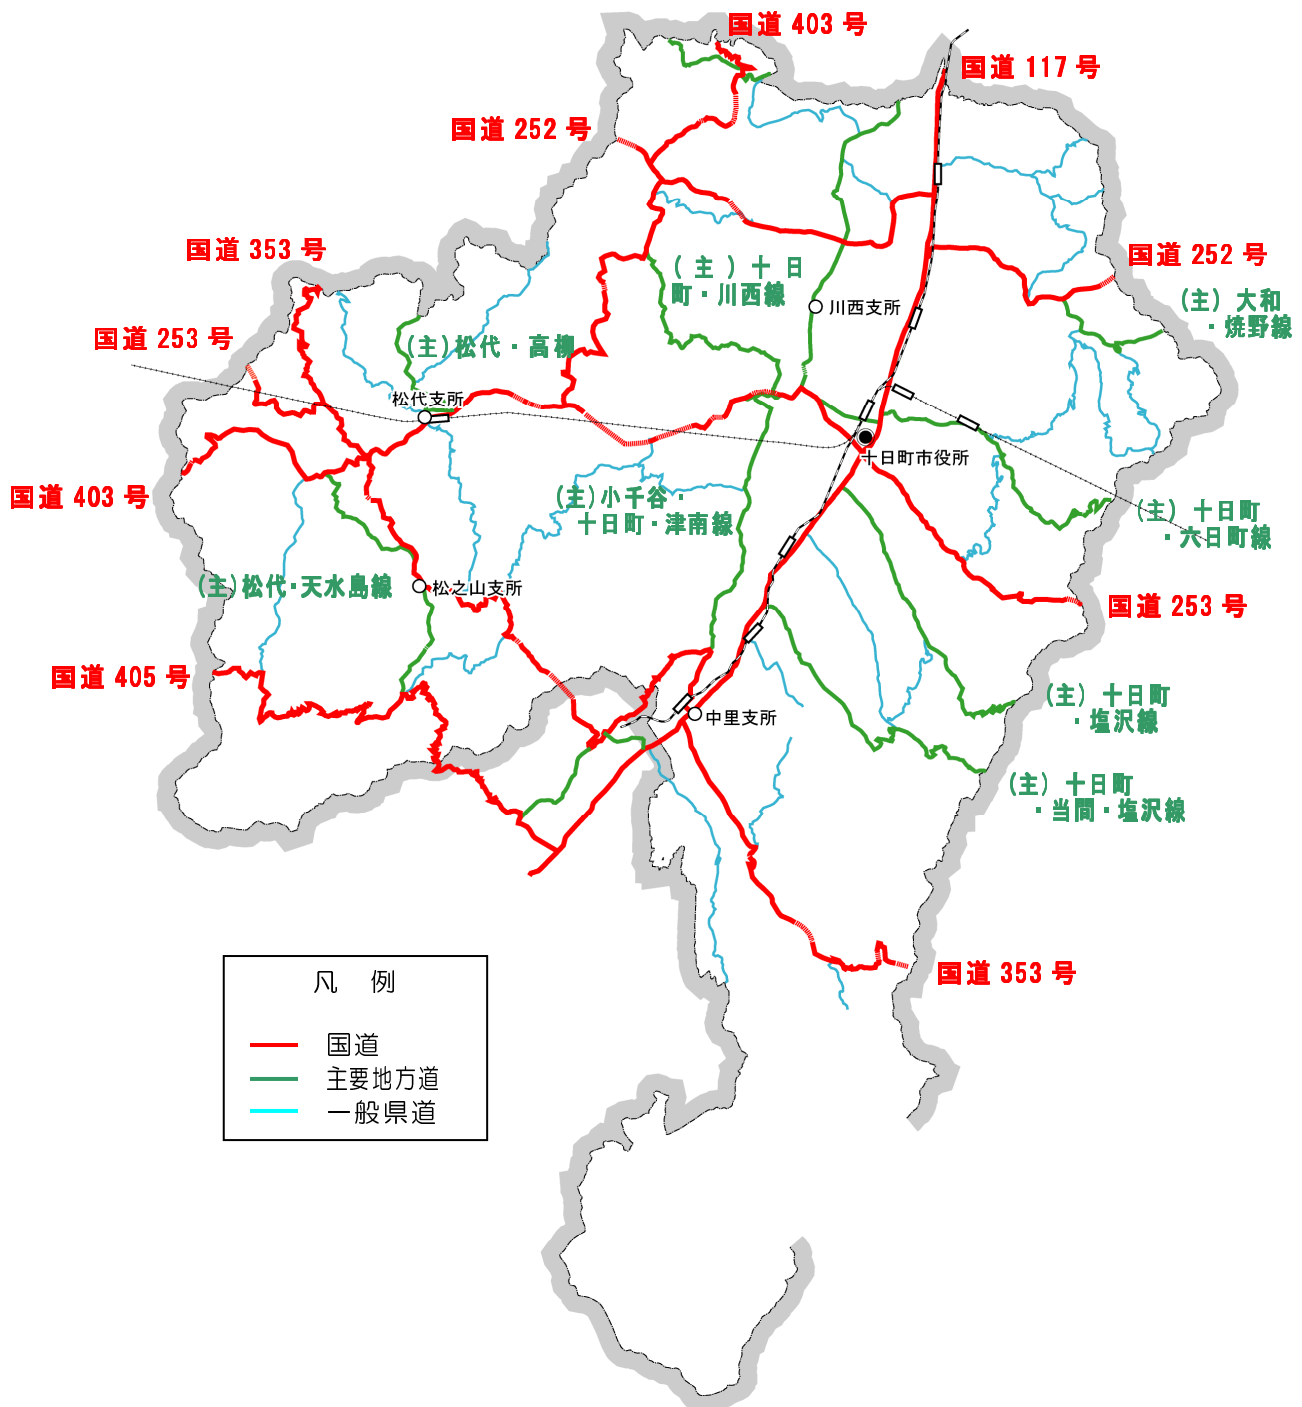 国道 403 号
国道 117 号
国道 252 号
国道 353 号
国道 252 号
(主)十日
町・川西線
(主) 大和
・焼野線
川西支所
国道 253 号
(主)松代・高柳
松代支所
十日町市役所
国道 403 号
(主)小千谷・
十日町・津南線
(主) 十日町
・六日町線
(主)松代・天水島線
松之山支所
国道 253 号
国道 405 号
(主) 十日町
・塩沢線
中里支所
(主) 十日町
・当間・塩沢線
国道 353 号
凡 例
国道
主要地方道
一般県道